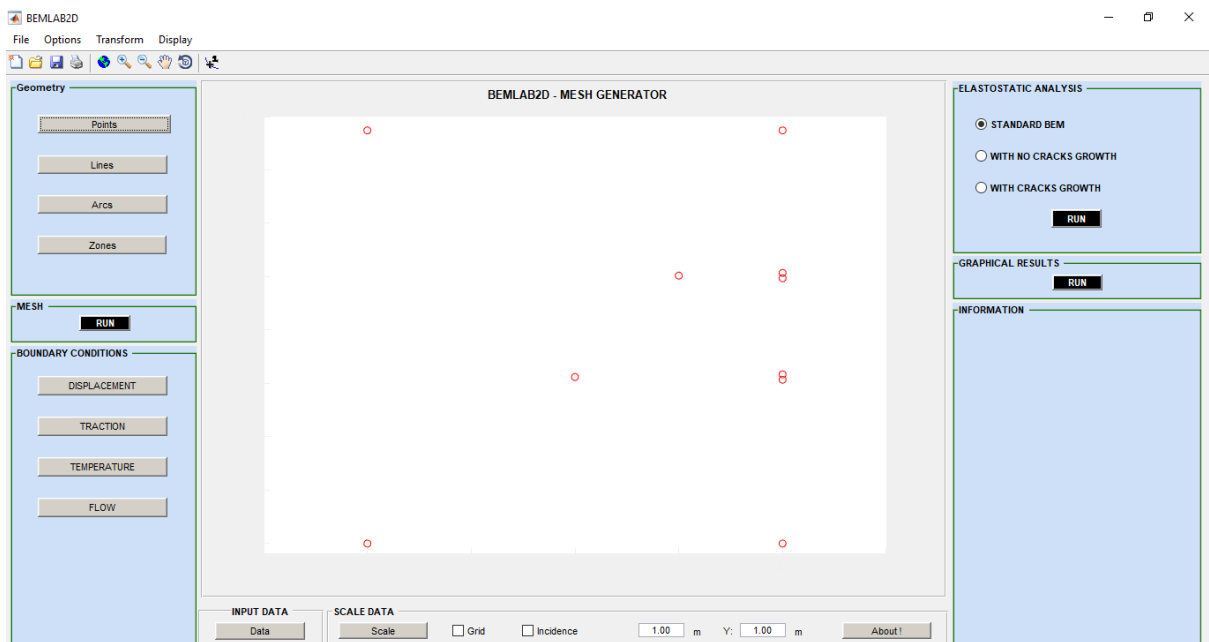 BEMLAB2D
File Options Transform Display
Geometry
Points
Lines
Arcs
Zones
MESH
RUN
BOUNDARY CONDITIONS
DISPLACEMENT
TRACTION
TEMPERATURE
FLOW
BEMLAB2D - MESH GENERATOR
INPUT DATA
Data
SCALE DATA
Scale Grid Incidence 1.00 m Y: 1.00 m About !
ELASTOSTATIC ANALYSIS
STANDARD BEM
WITH NO CRACKS GROWTH
WITH CRACKS GROWTH
RUN
GRAPHICAL RESULTS
RUN
INFORMATION